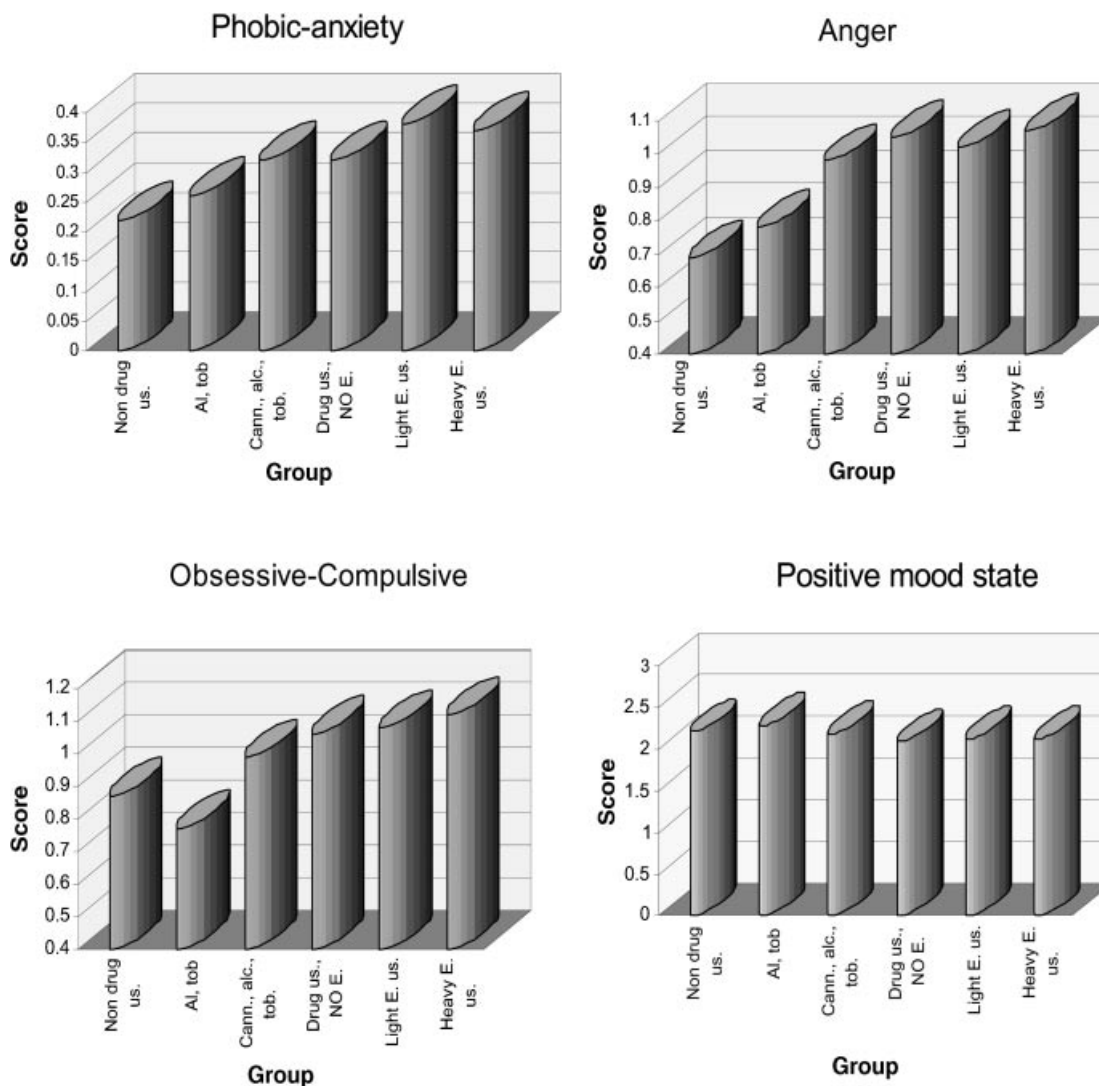 Phobic-anxiety
Score
0.4
0.35
0.3
0.25
0.2
0.15
0.1
0.05
0
Non drug
us.
Al, tob
Cann., alc.,
tob.
Drug us.,
NO E.
Light E. us.
Heavy E.
us.
Group
Anger
Score
1.1
1
0.9
0.8
0.7
0.6
0.5
0.4
Non drug
us.
Al, tob
Cann., alc.,
tob.
Drug us.,
NO E.
Light E. us.
Heavy E.
us.
Group
Obsessive-Compulsive
Score
1.2
1.1
1
0.9
0.8
0.7
0.6
0.5
0.4
Non drug
us.
Al, tob
Cann., alc.,
tob.
Drug us.,
NO E.
Light E. us.
Heavy E.
us.
Group
Positive mood state
Score
3
2.5
2
1.5
1
0.5
0
Non drug
us.
Al, tob
Cann., alc.,
tob.
Drug us.,
NO E.
Light E. us.
Heavy E.
us.
Group